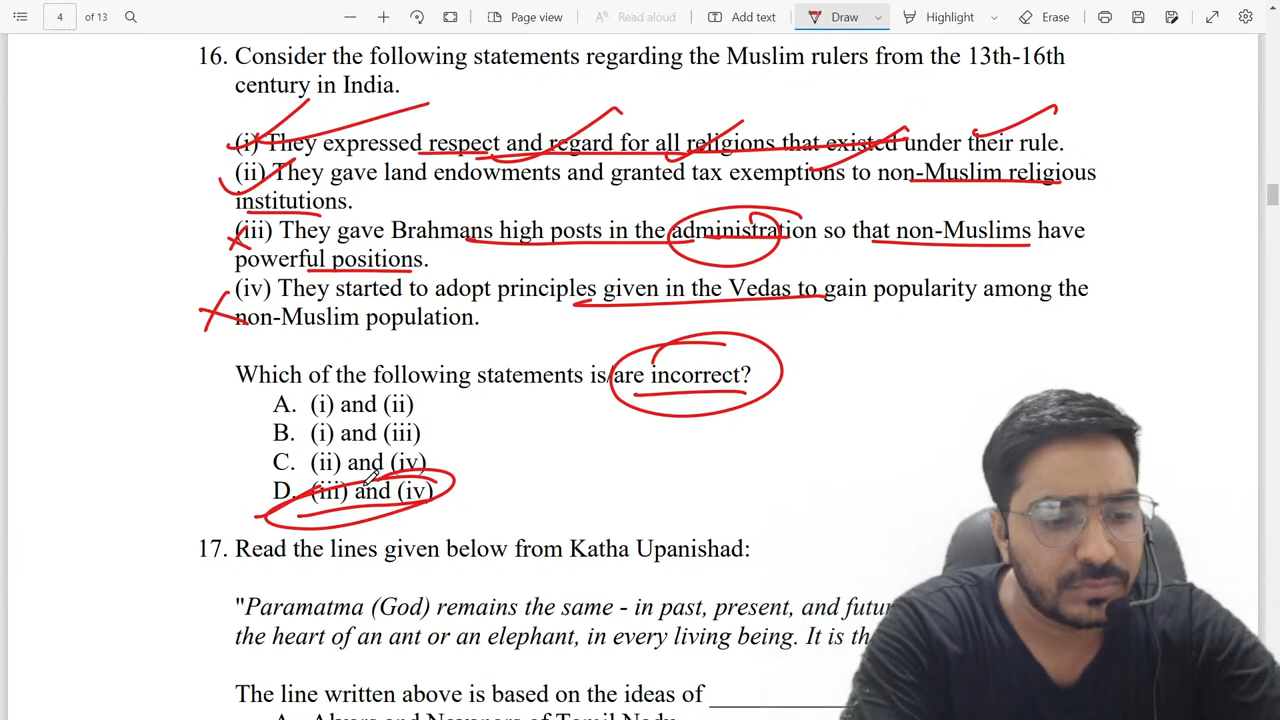 4 of 13
Page view
Read aloud
Add text
Draw
Highlight
Erase
16. Consider the following statements regarding the Muslim rulers from the 13th-16th
century in India.
(i) They expressed respect and regard for all religions that existed under their rule.
(ii) They gave land endowments and granted tax exemptions to non-Muslim religious
institutions.
(iii) They gave Brahmans high posts in the administration so that non-Muslims have
powerful positions.
(iv) They started to adopt principles given in the Vedas to gain popularity among the
non-Muslim population.
Which of the following statements is/are incorrect?
A. (i) and (ii)
B. (i) and (iii)
C. (ii) and (iv)
D. (iii) and (iv)
17. Read the lines given below from Katha Upanishad:
"Paramatma (God) remains the same - in past, present, and
the heart of an ant or an elephant, in every living being. It is
The line written above is based on the ideas of
A. Alvars and Nayanars of Tamil Nadu